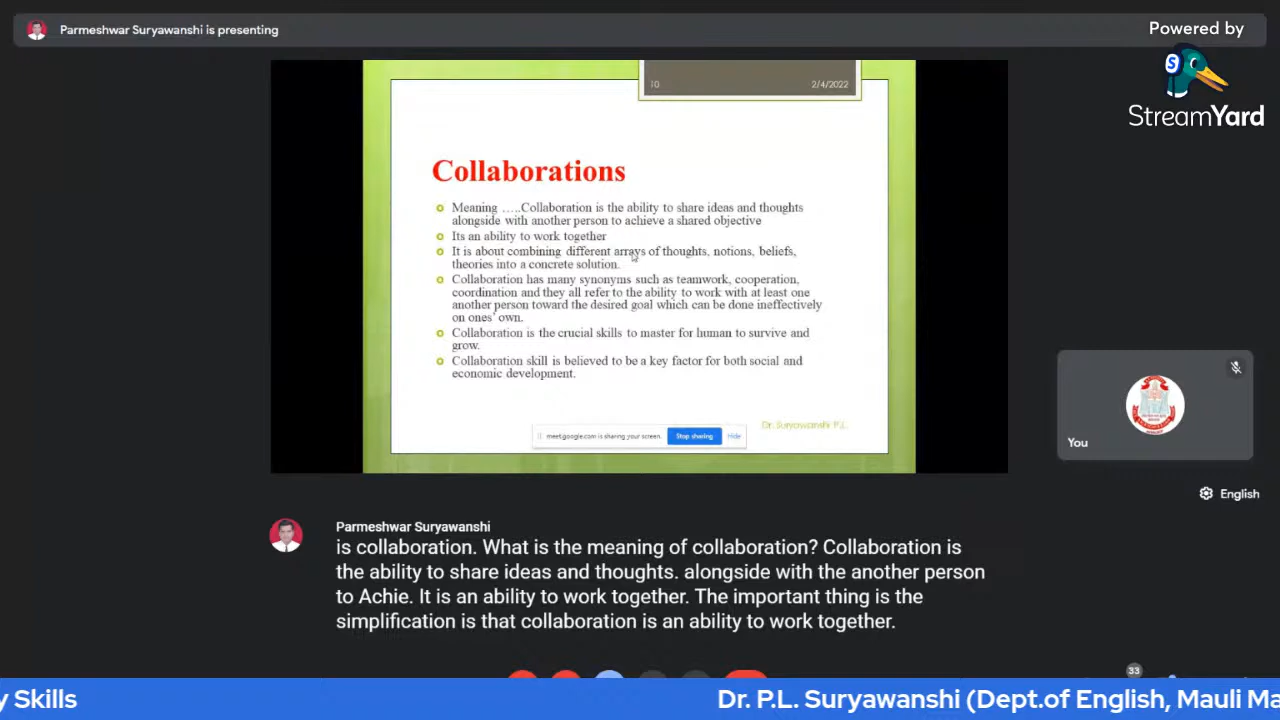 Parmeshwar Suryawanshi is presenting
Powered by
StreamYard
10
2/4/2022
Collaborations
Meaning …..Collaboration is the ability to share ideas and thoughts
alongside with another person to achieve a shared objective
Its an ability to work together
It is about combining different arrays of thoughts, notions, beliefs,
theories into a concrete solution.
Collaboration has many synonyms such as teamwork, cooperation,
coordination and they all refer to the ability to work with at least one
another person toward the desired goal which can be done ineffectively
on ones' own.
Collaboration is the crucial skills to master for human to survive and
grow.
Collaboration skill is believed to be a key factor for both social and
economic development.
Dr. Suryawanshi P.L.
meet.google.com is sharing your screen.
Stop sharing
Hide
You
English
Parmeshwar Suryawanshi
is collaboration. What is the meaning of collaboration? Collaboration is
the ability to share ideas and thoughts. alongside with the another person
to Achie. It is an ability to work together. The important thing is the
simplification is that collaboration is an ability to work together.
33
y Skills
Dr. P.L. Suryawanshi (Dept.of English, Mauli Ma